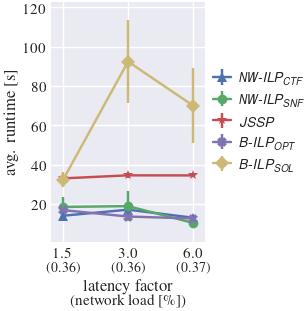 120
100
80
60
40
20
avg. runtime [s]
1.5 3.0 6.0
(0.36) (0.36) (0.37)
latency factor
(network load [%])
NW-ILP_CTF
NW-ILP_SNF
JSSP
B-ILP_OPT
B-ILP_SOL